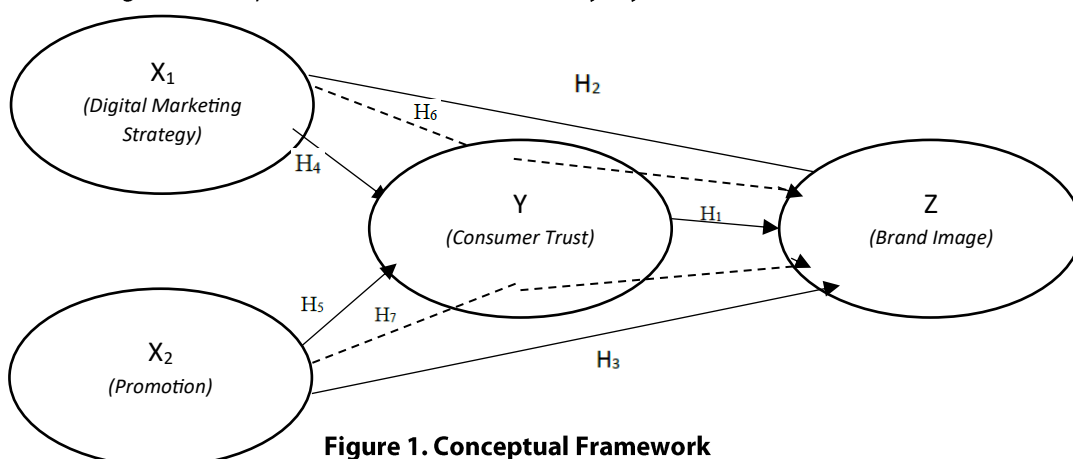 X₁
(Digital Marketing
Strategy)
H₂
H₆
H₄
Y
(Consumer Trust)
H₁
Z
(Brand Image)
H₅
H₇
X₂
(Promotion)
H₃
Figure 1. Conceptual Framework